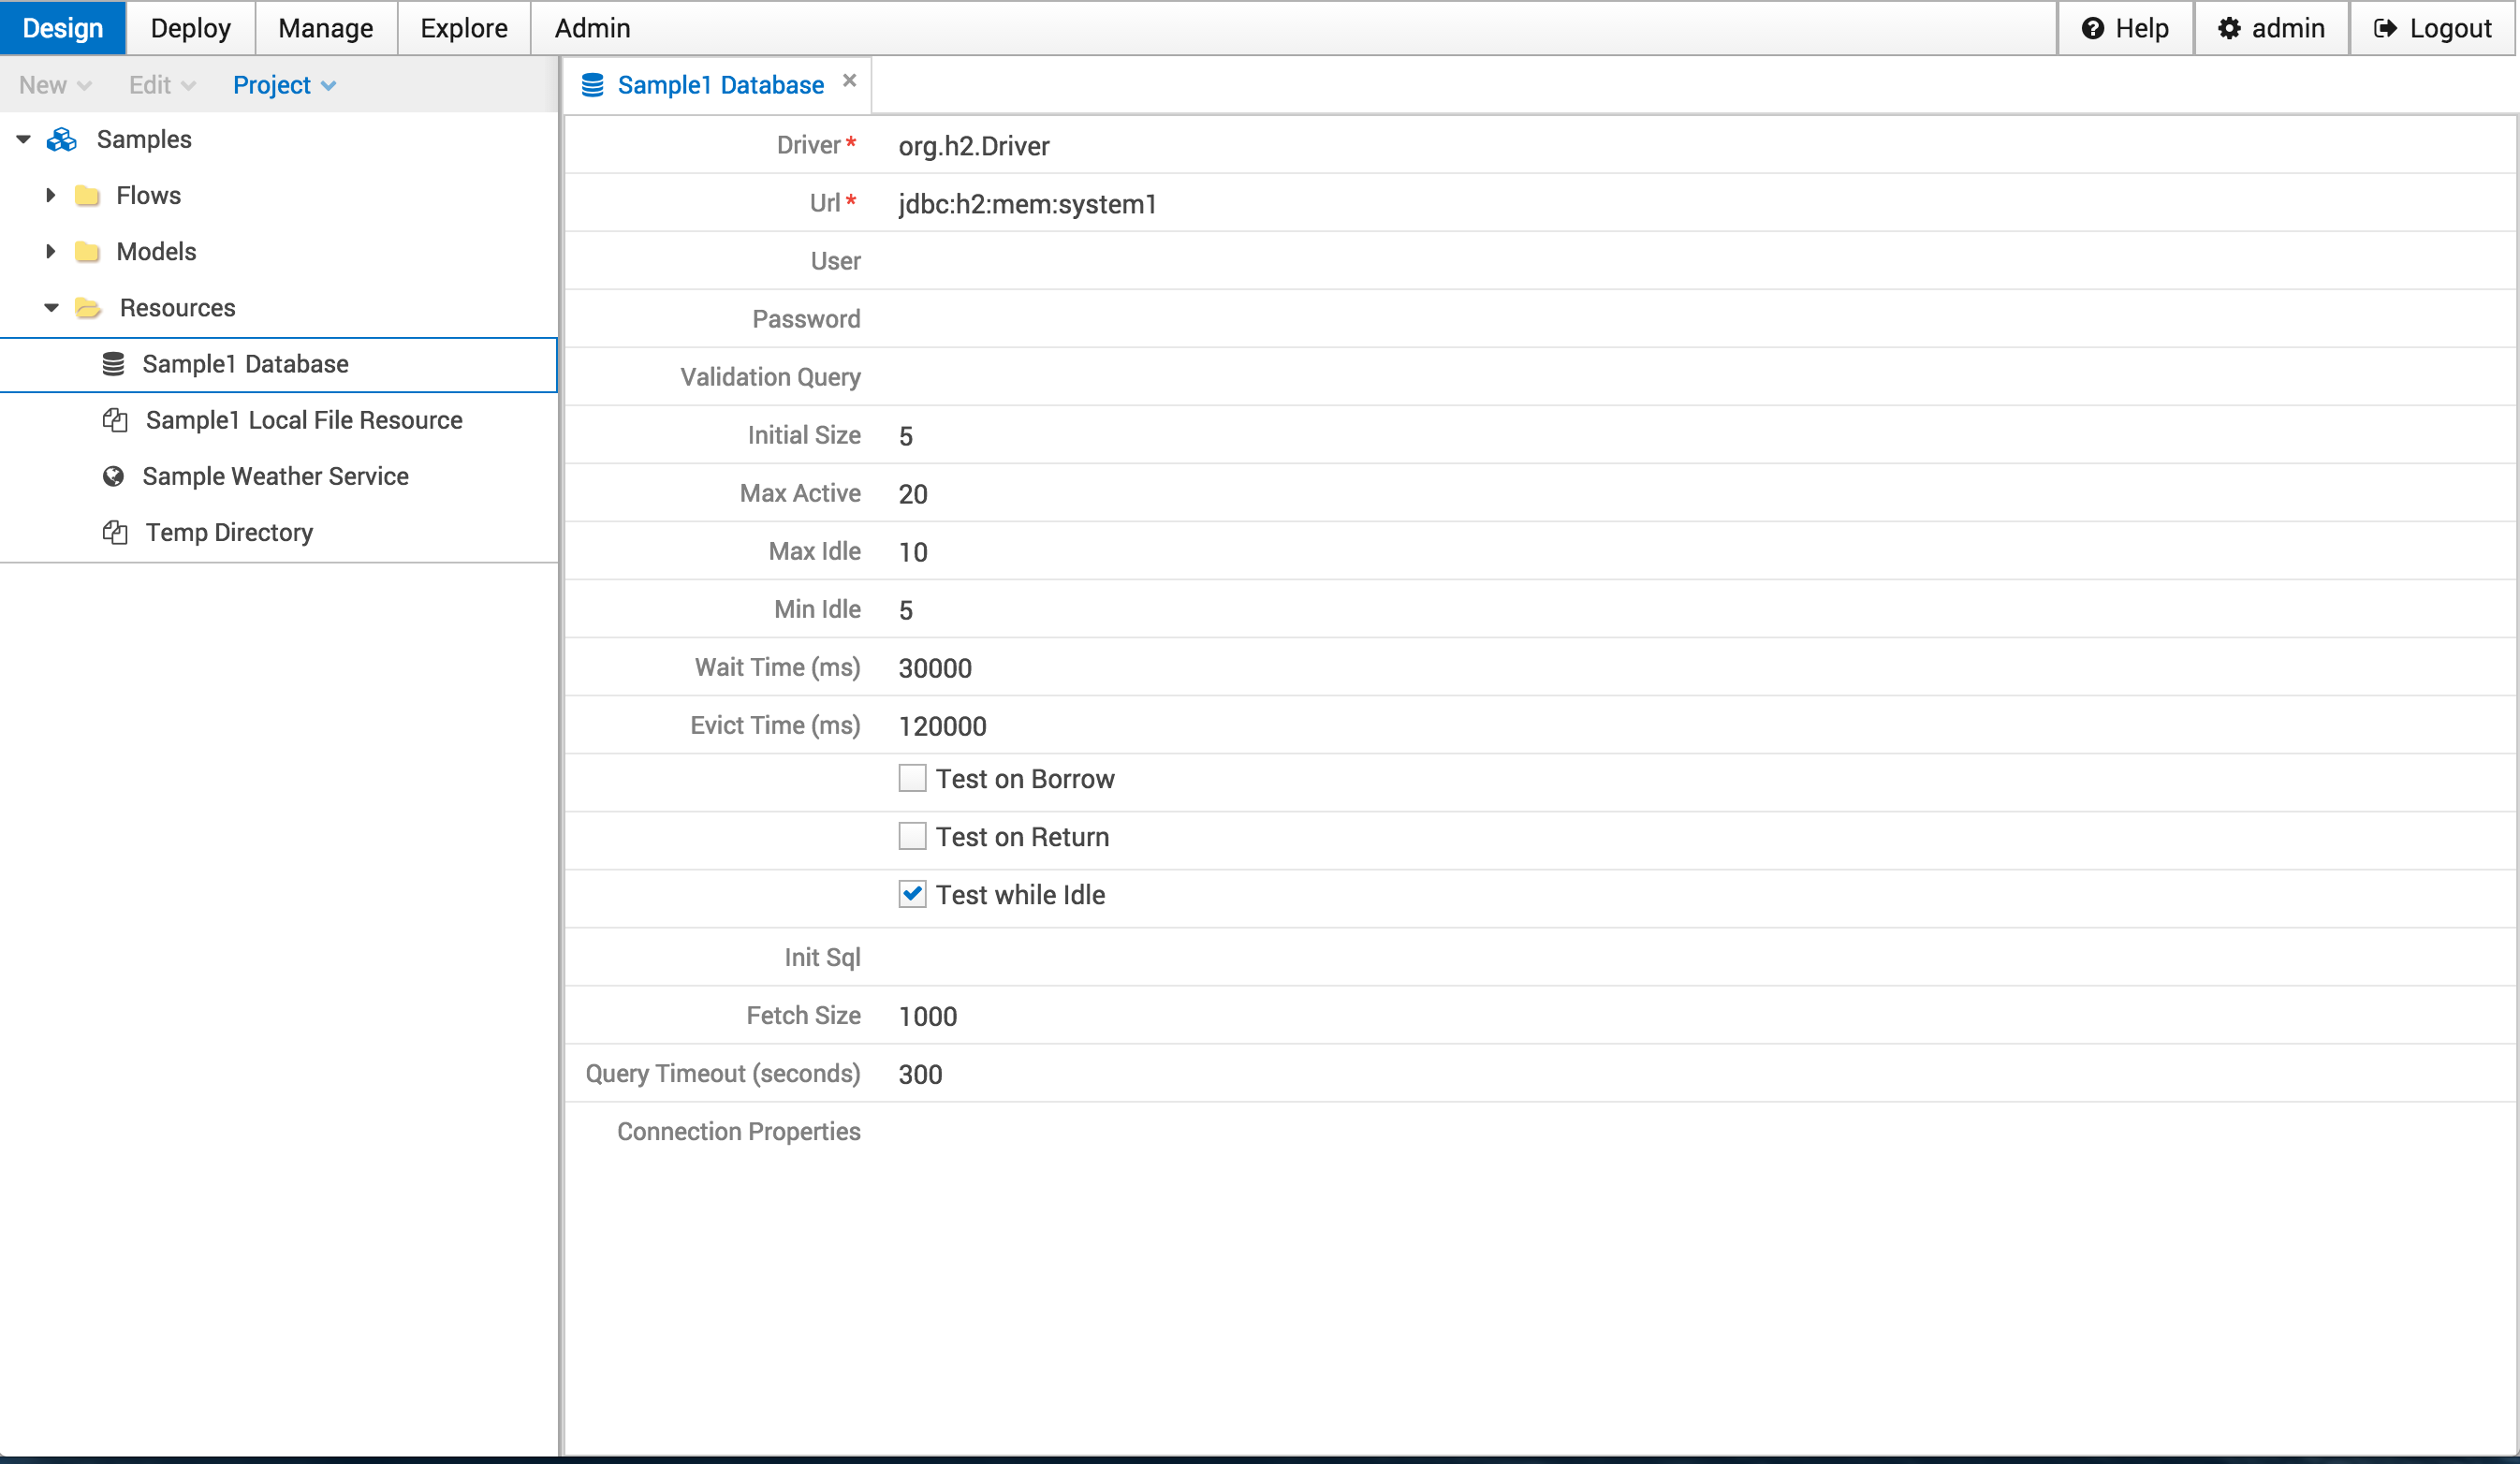 Design Deploy Manage Explore Admin Help admin Logout
New Edit Project
Samples
Flows
Models
Resources
Sample1 Database
Sample1 Local File Resource
Sample Weather Service
Temp Directory
Sample1 Database ×
Driver * org.h2.Driver
Url * jdbc:h2:mem:system1
User
Password
Validation Query
Initial Size 5
Max Active 20
Max Idle 10
Min Idle 5
Wait Time (ms) 30000
Evict Time (ms) 120000
Test on Borrow
Test on Return
Test while Idle
Init Sql
Fetch Size 1000
Query Timeout (seconds) 300
Connection Properties